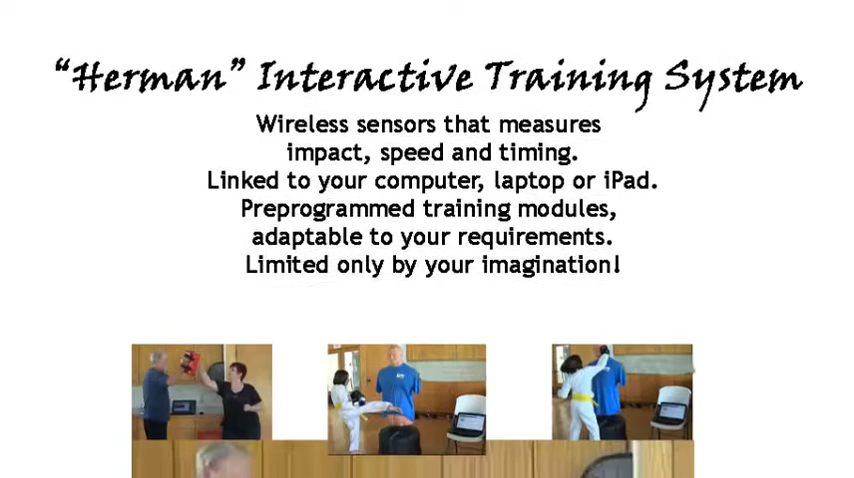 “Herman” Interactive Training System
Wireless sensors that measures
impact, speed and timing.
Linked to your computer, laptop or iPad.
Preprogrammed training modules,
adaptable to your requirements.
Limited only by your imagination!